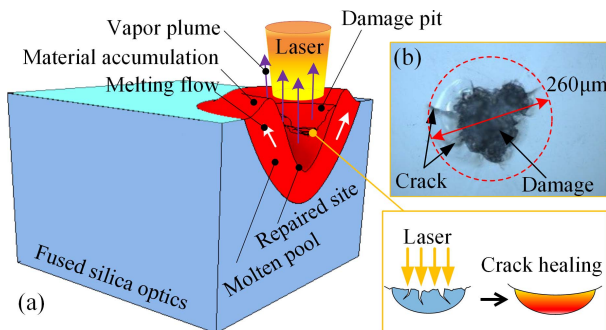 Vapor plume
Material accumulation
Melting flow
Laser
Damage pit
Repaired site
Molten pool
Fused silica optics
(a)
(b)
260μm
Crack
Damage
Laser
Crack healing